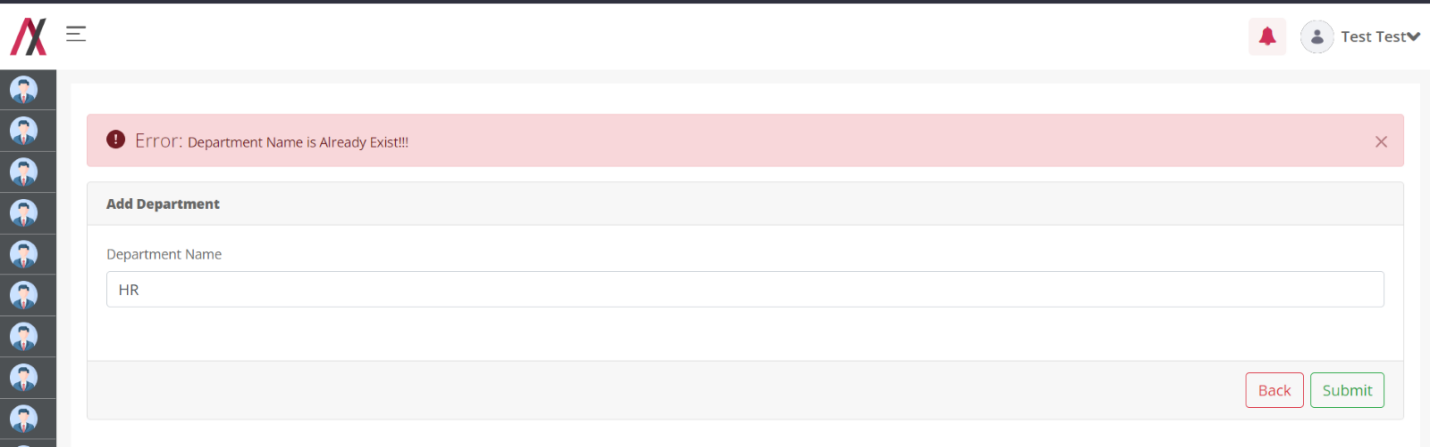 Test Test
Error: Department Name is Already Exist!!!
Add Department
Department Name
HR
Back Submit